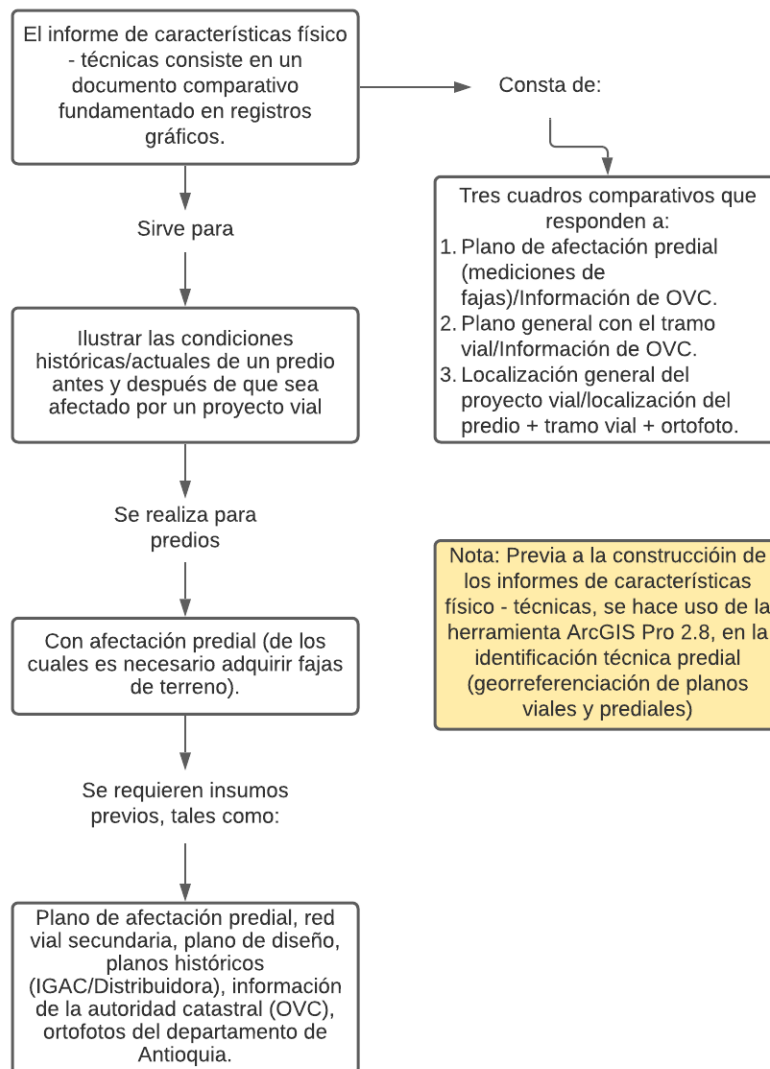 El informe de características físico
- técnicas consiste en un
documento comparativo
fundamentado en registros
gráficos.
Consta de:
Tres cuadros comparativos que
responden a:
1. Plano de afectación predial
(mediciones de
fajas)/Información de OVC.
2. Plano general con el tramo
vial/Información de OVC.
3. Localización general del
proyecto vial/localización del
predio + tramo vial + ortofoto.
Sirve para
Ilustrar las condiciones
históricas/actuales de un predio
antes y después de que sea
afectado por un proyecto vial
Se realiza para
predios
Con afectación predial (de los
cuales es necesario adquirir fajas
de terreno).
Se requieren insumos
previos, tales como:
Plano de afectación predial, red
vial secundaria, plano de diseño,
planos históricos
(IGAC/Distribuidora), información
de la autoridad catastral (OVC),
ortofotos del departamento de
Antioquia.
Nota: Previa a la construccióin de
los informes de características
físico - técnicas, se hace uso de la
herramienta ArcGIS Pro 2.8, en la
identificación técnica predial
(georreferenciación de planos
viales y prediales)